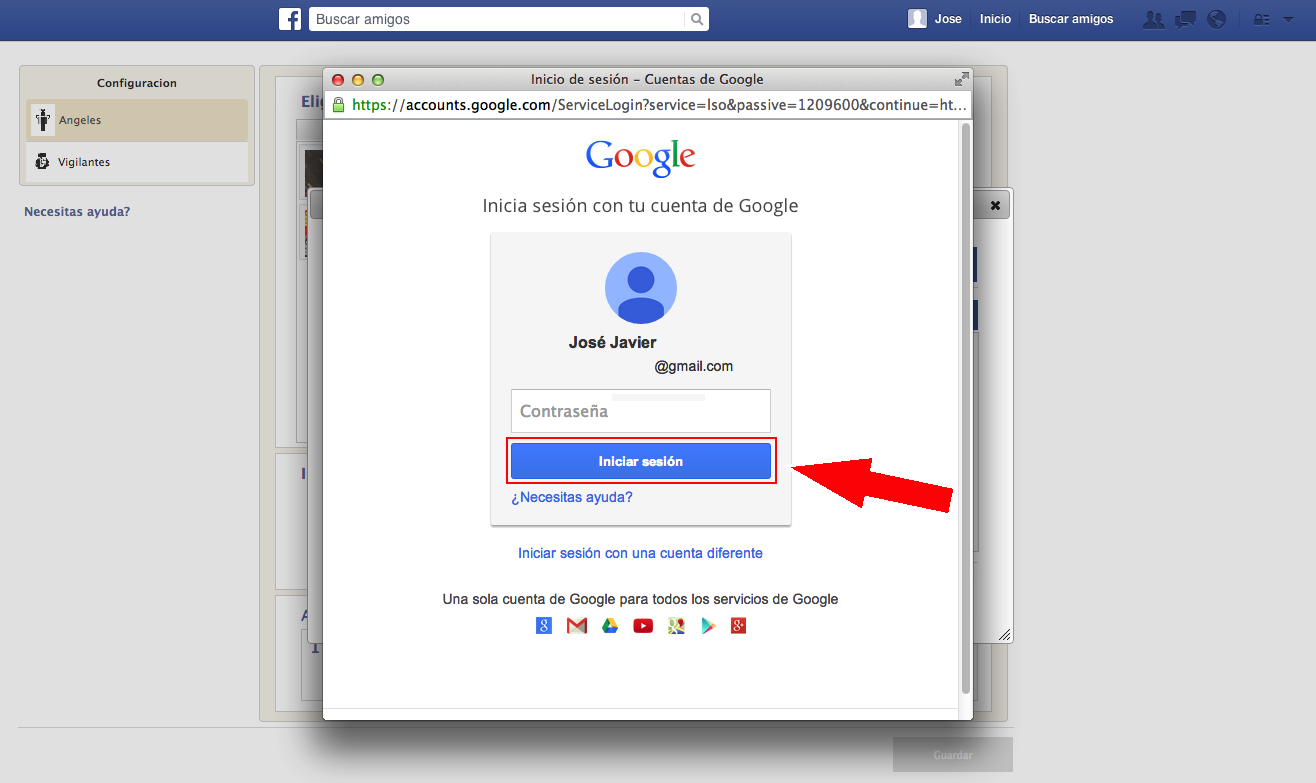 Buscar amigos
Jose Inicio Buscar amigos
Configuracion
Angeles
Vigilantes
Necesitas ayuda?
Inicio de sesión – Cuentas de Google
https://accounts.google.com/ServiceLogin?service=lso&passive=1209600&continue=ht...
Google
Inicia sesión con tu cuenta de Google
José Javier
@gmail.com
Contraseña
Iniciar sesión
¿Necesitas ayuda?
Iniciar sesión con una cuenta diferente
Una sola cuenta de Google para todos los servicios de Google
Guardar